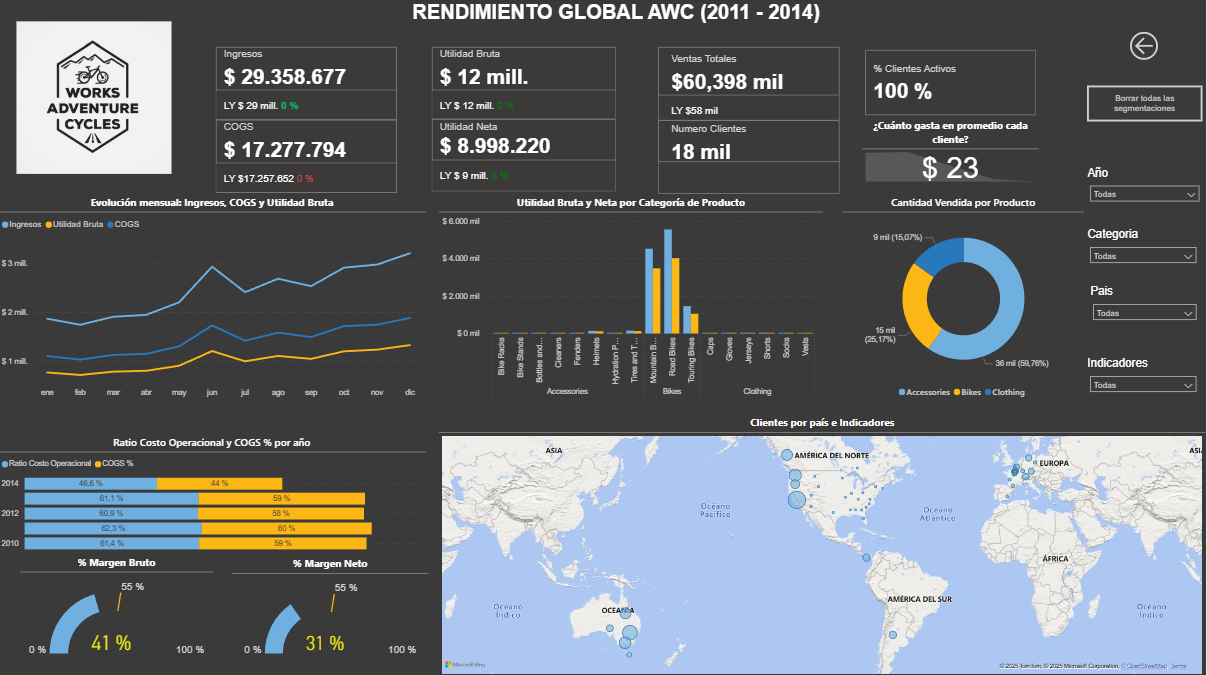 RENDIMIENTO GLOBAL AWC (2011 - 2014)
WORKS
ADVENTURE
CYCLES
Ingresos
$ 29.358.677
LY $ 29 mill. 0 %
COGS
$ 17.277.794
LY $17.257.652 0 %
Utilidad Bruta
$ 12 mill.
LY $ 12 mill. 0 %
Utilidad Neta
$ 8.998.220
LY $ 9 mill. 0 %
Ventas Totales
$60,398 mil
LY $58 mil
Numero Clientes
18 mil
% Clientes Activos
100 %
¿Cuánto gasta en promedio cada
cliente?
$ 23
Borrar todas las
segmentaciones
Año
Todas
Categoria
Todas
Pais
Todas
Indicadores
Todas
Evolución mensual: Ingresos, COGS y Utilidad Bruta
Ingresos Utilidad Bruta COGS
$ 3 mill.
$ 2 mill.
$ 1 mill.
ene feb mar abr may jun jul ago sep oct nov dic
Utilidad Bruta y Neta por Categoría de Producto
$ 6.000 mil
$ 4.000 mil
$ 2.000 mil
$ 0 mil
Bike Racks
Bike Stands
Bottles and...
Cleaners
Fenders
Helmets
Hydration P...
Tires and T...
Mountain B...
Road Bikes
Touring Bikes
Caps
Gloves
Jerseys
Shorts
Socks
Vests
Accessories Bikes Clothing
Cantidad Vendida por Producto
9 mil (15,07%)
15 mil
(25,17%)
36 mil (59,76%)
Accessories Bikes Clothing
Ratio Costo Operacional y COGS % por año
Ratio Costo Operacional COGS %
2014 46,6 % 44 %
61,1 % 59 %
2012 60,9 % 58 %
62,3 % 60 %
2010 61,4 % 59 %
% Margen Bruto
55 %
0 % 41 % 100 %
% Margen Neto
55 %
0 % 31 % 100 %
Clientes por país e Indicadores
ASIA
AMÉRICA DEL NORTE
EUROPA
ASI
Océano
Pacífico
Océano
Atlántico
ÁFRICA
AMÉRICA DEL SUR
OCEANÍA
Océano
Índico
Océano
Índico
Microsoft Bing
© 2025 TomTom, © 2025 Microsoft Corporation, © OpenStreetMap Terms